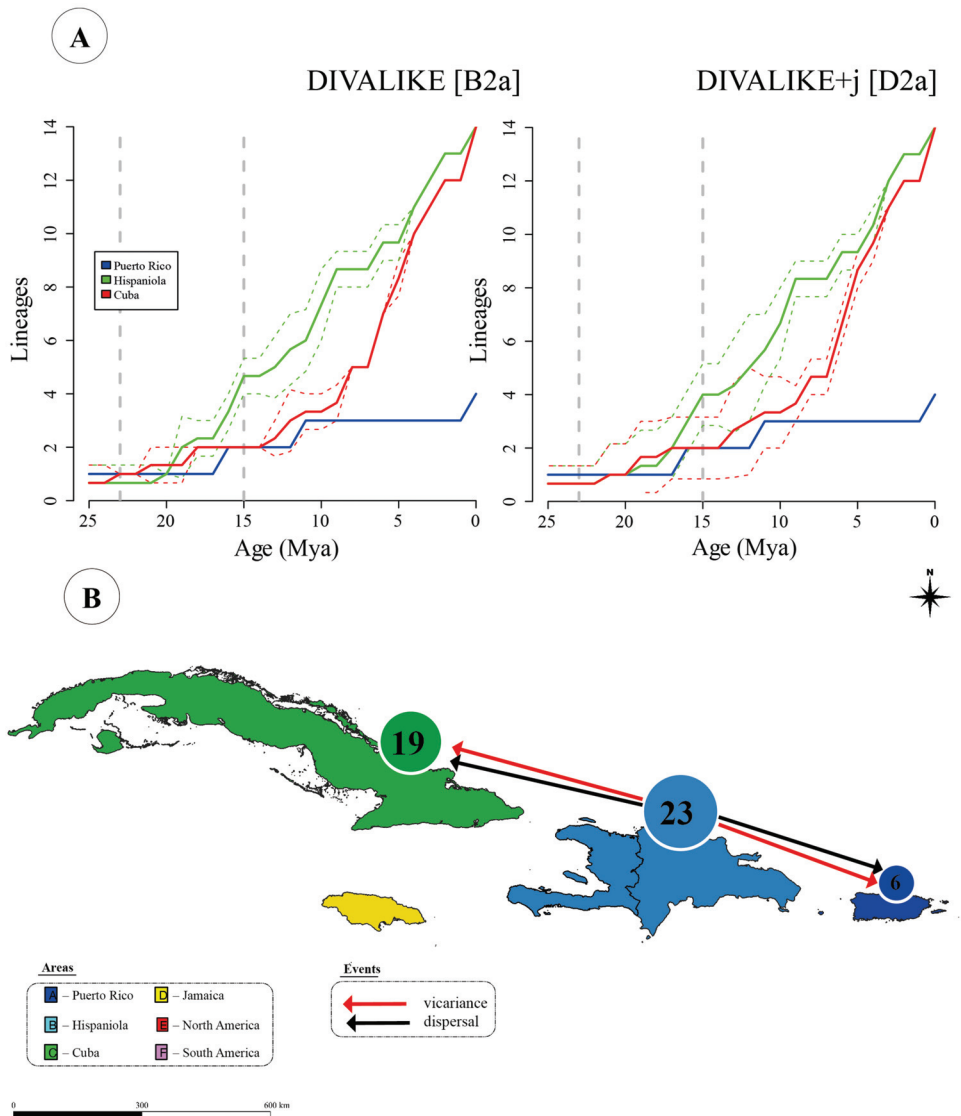 A
DIVALIKE [B2a]
DIVALIKE+j [D2a]
Lineages
14
12
10
8
6
4
2
0
Puerto Rico
Hispaniola
Cuba
25
20
15
10
5
0
Age (Mya)
Lineages
14
12
10
8
6
4
2
0
25
20
15
10
5
0
Age (Mya)
B
N
19
23
6
Areas
A – Puerto Rico
D – Jamaica
B – Hispaniola
E – North America
C – Cuba
F – South America
Events
vicariance
dispersal
0 300 600 km